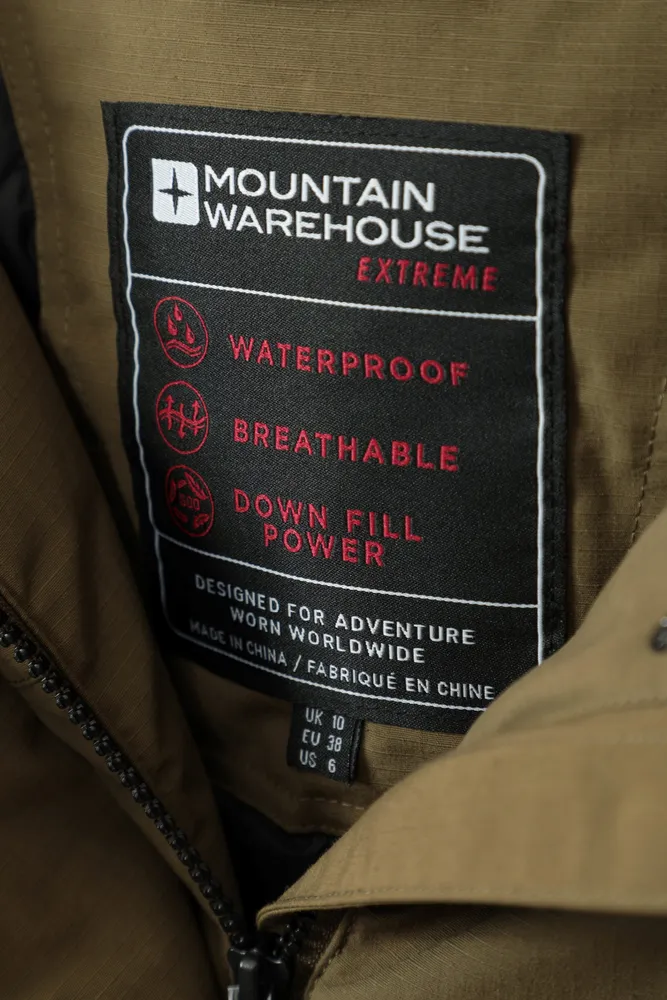 MOUNTAIN
WAREHOUSE
EXTREME
WATERPROOF
BREATHABLE
800
DOWN FILL
POWER
DESIGNED FOR ADVENTURE
WORN WORLDWIDE
MADE IN CHINA / FABRIQUÉ EN CHINE
UK 10
EU 38
US 6